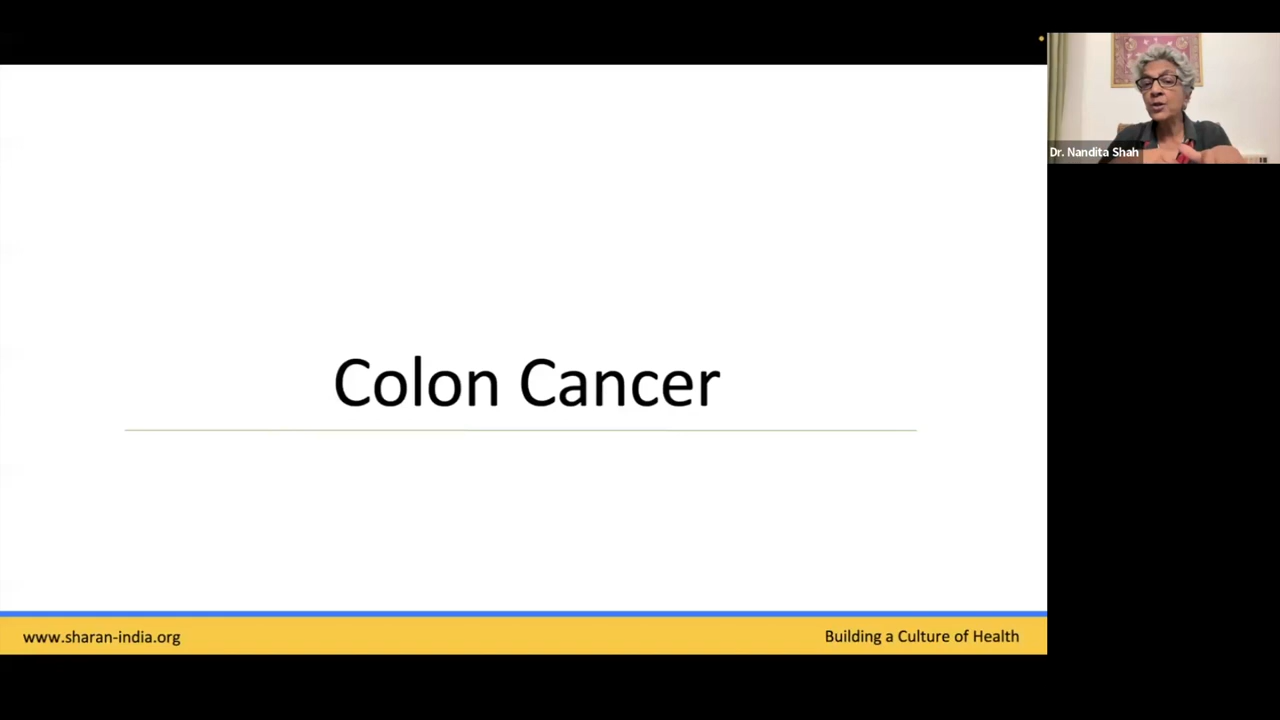 Dr. Nandita Shah
Colon Cancer
www.sharan-india.org
Building a Culture of Health